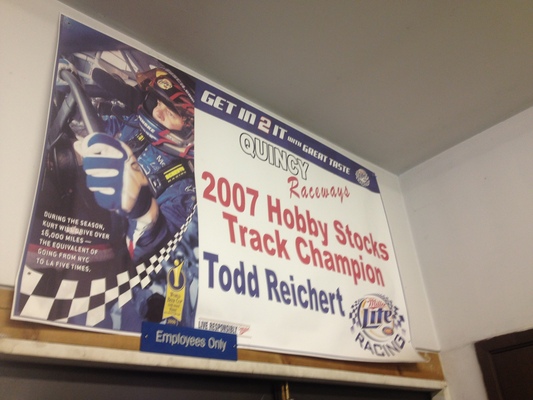 GET IN 2 IT WITH GREAT TASTE
QUINCY
Raceways
2007 Hobby Stocks
Track Champion
Todd Reichert
DURING THE SEASON,
KURT WILL DRIVE OVER
16,000 MILES —
THE EQUIVALENT OF
GOING FROM NYC
TO LA FIVE TIMES.
LIVE RESPONSIBLY
Miller
Lite
RACING
Employees Only